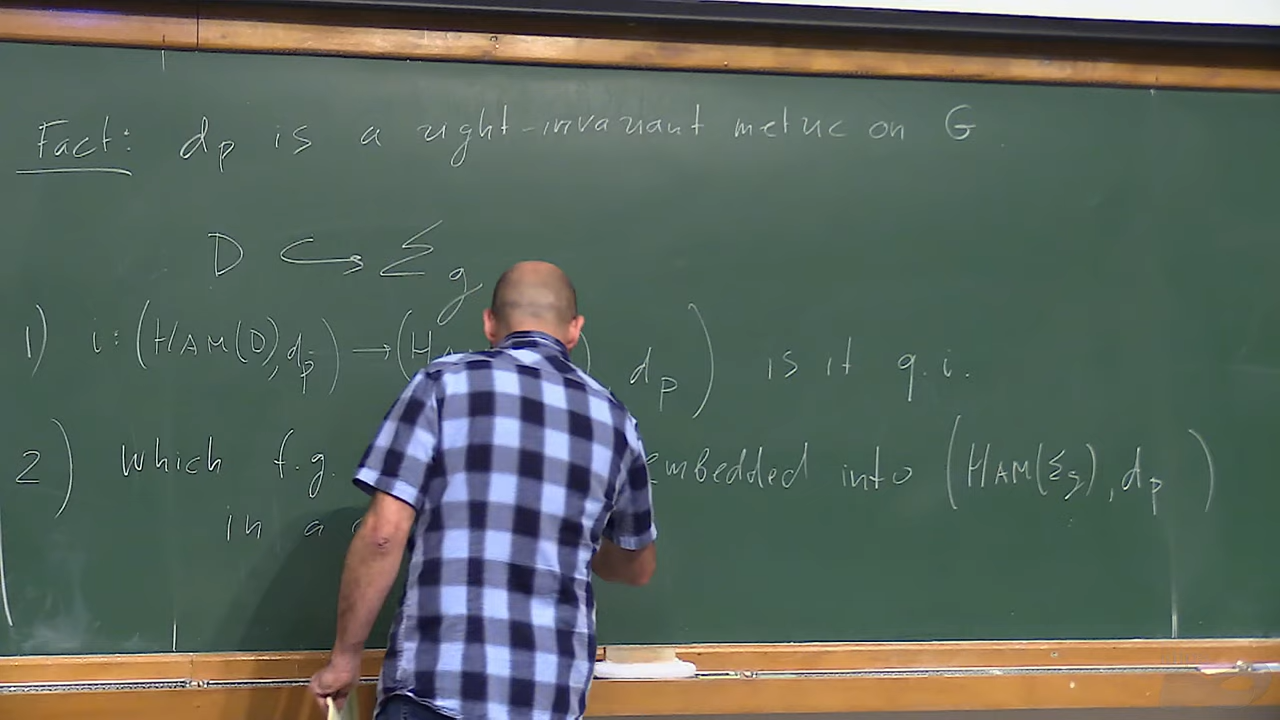 Fact: dp is a right-invariant metric on G.
D ↪ Σg
1) i: (HAM(D), dp) → (HA , dp) is it q.i.
2) Which f.g. embedded into (HAM(Σg), dp)
in a